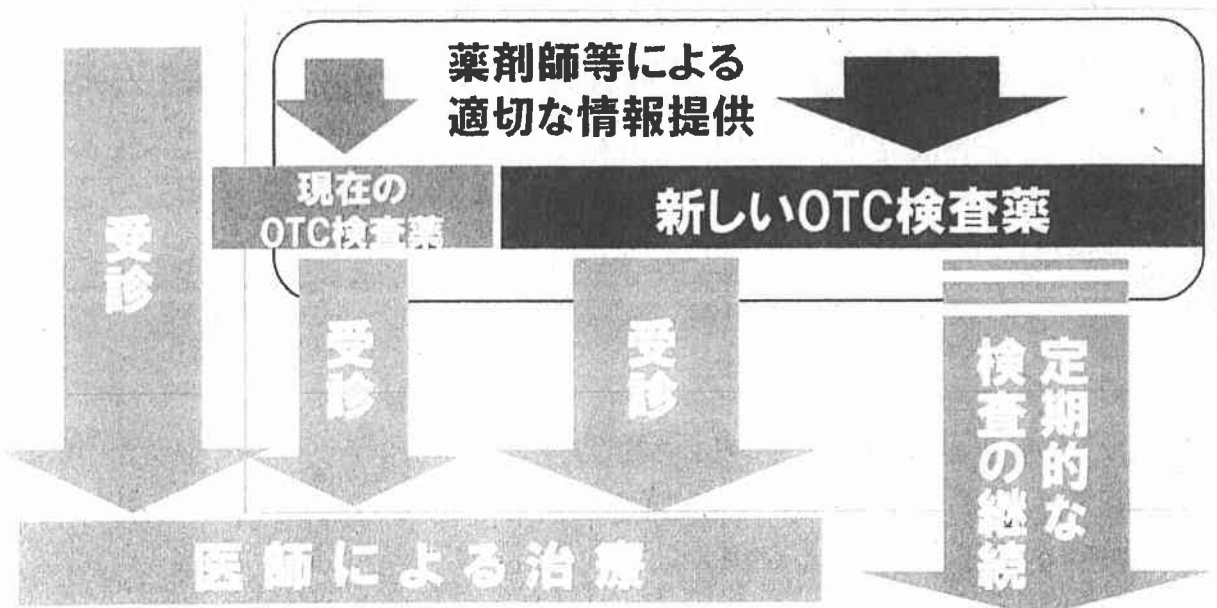 薬剤師等による
適切な情報提供
現在の
OTC検査薬
新しいOTC検査薬
受診
受診
受診
定期的な
検査の継続
医師による治療